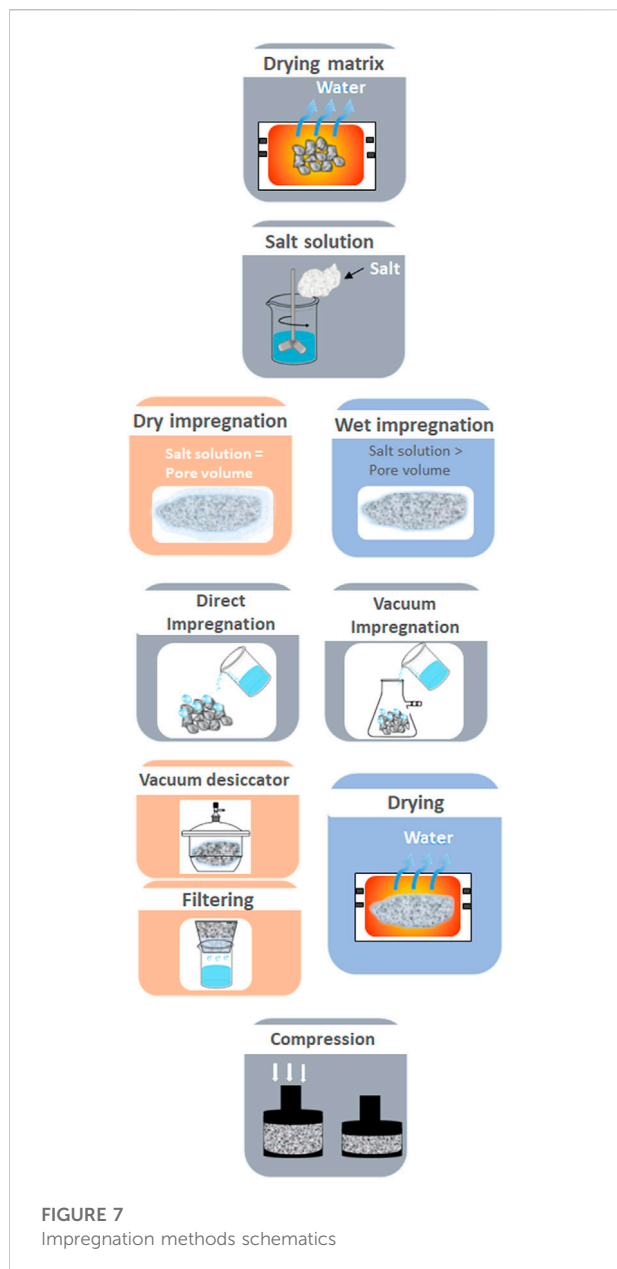 Drying matrix
Water
Salt solution
Salt
Dry impregnation
Salt solution =
Pore volume
Wet impregnation
Salt solution >
Pore volume
Direct
Impregnation
Vacuum
Impregnation
Vacuum desiccator
Filtering
Drying
Water
Compression
FIGURE 7
Impregnation methods schematics